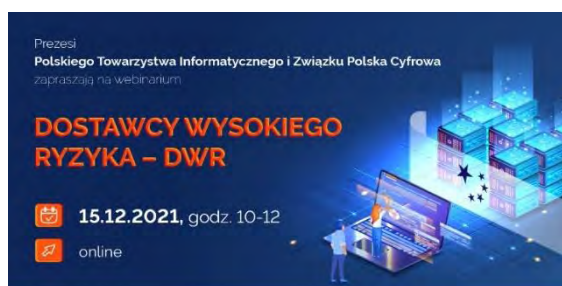 Prezesi
Polskiego Towarzystwa Informatycznego i Związku Polska Cyfrowa
zapraszają na webinarium
DOSTAWCY WYSOKIEGO
RYZYKA – DWR
15.12.2021, godz. 10-12
online